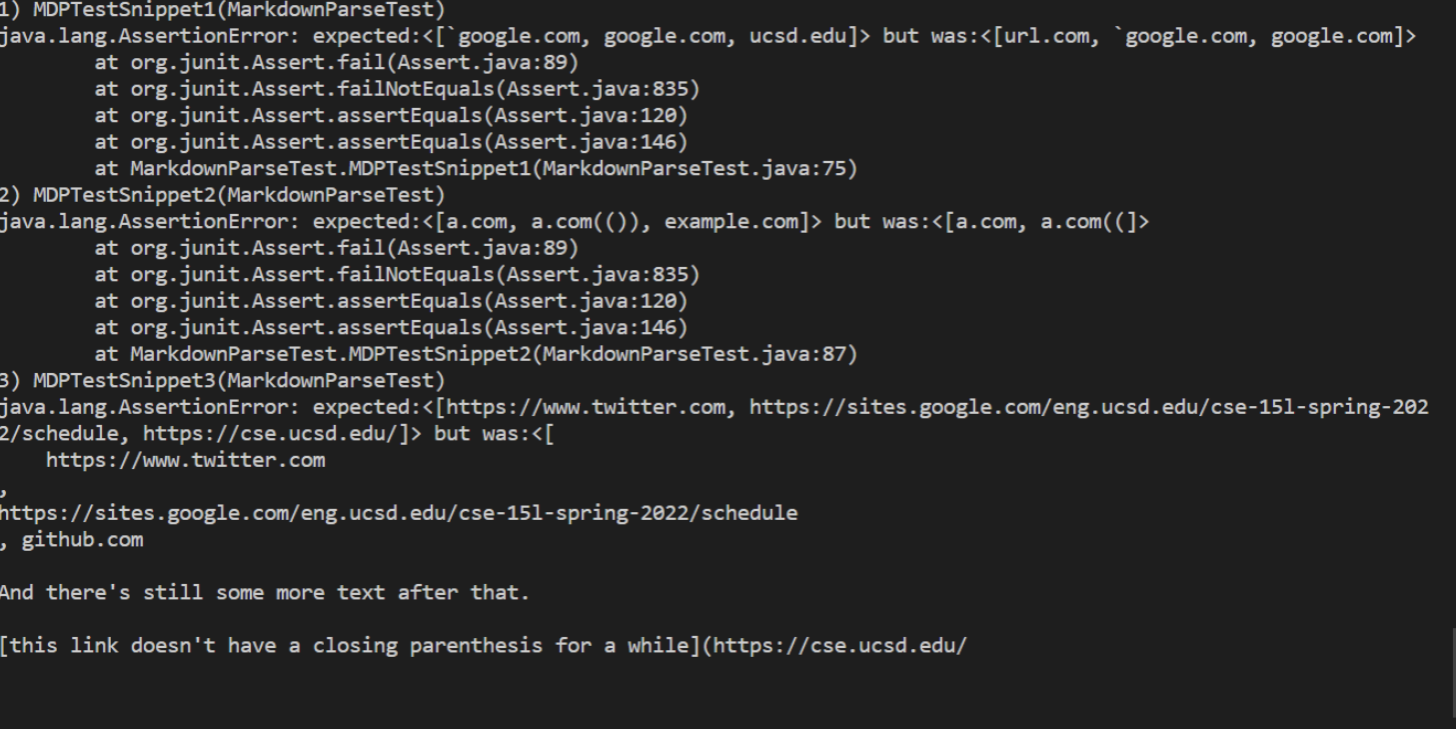 1) MDPTestSnippet1(MarkdownParseTest)
java.lang.AssertionError: expected:<[`google.com, google.com, ucsd.edu]> but was:<[url.com, `google.com, google.com]>
at org.junit.Assert.fail(Assert.java:89)
at org.junit.Assert.failNotEquals(Assert.java:835)
at org.junit.Assert.assertEquals(Assert.java:120)
at org.junit.Assert.assertEquals(Assert.java:146)
at MarkdownParseTest.MDPTestSnippet1(MarkdownParseTest.java:75)
2) MDPTestSnippet2(MarkdownParseTest)
java.lang.AssertionError: expected:<[a.com, a.com(()), example.com]> but was:<[a.com, a.com((]>
at org.junit.Assert.fail(Assert.java:89)
at org.junit.Assert.failNotEquals(Assert.java:835)
at org.junit.Assert.assertEquals(Assert.java:120)
at org.junit.Assert.assertEquals(Assert.java:146)
at MarkdownParseTest.MDPTestSnippet2(MarkdownParseTest.java:87)
3) MDPTestSnippet3(MarkdownParseTest)
java.lang.AssertionError: expected:<[https://www.twitter.com, https://sites.google.com/eng.ucsd.edu/cse-15l-spring-202
2/schedule, https://cse.ucsd.edu/]> but was:<[
https://www.twitter.com
,
https://sites.google.com/eng.ucsd.edu/cse-15l-spring-2022/schedule
, github.com
And there's still some more text after that.
[this link doesn't have a closing parenthesis for a while](https://cse.ucsd.edu/